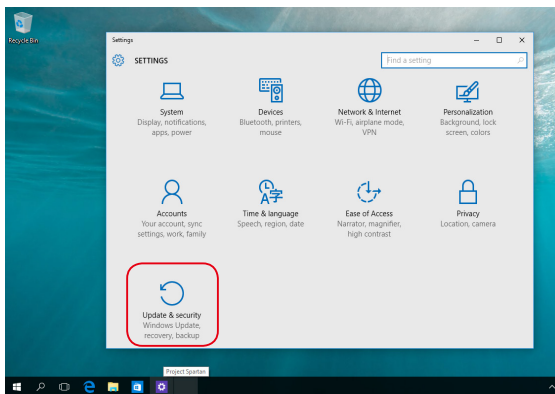 Recycle Bin
Settings
SETTINGS
Find a setting
System
Display, notifications,
apps, power
Devices
Bluetooth, printers,
mouse
Network & Internet
Wi-Fi, airplane mode,
VPN
Personalization
Background, lock
screen, colors
Accounts
Your account, sync
settings, work, family
Time & language
Speech, region, date
Ease of Access
Narrator, magnifier,
high contrast
Privacy
Location, camera
Update & security
Windows Update,
recovery, backup
Project Spartan